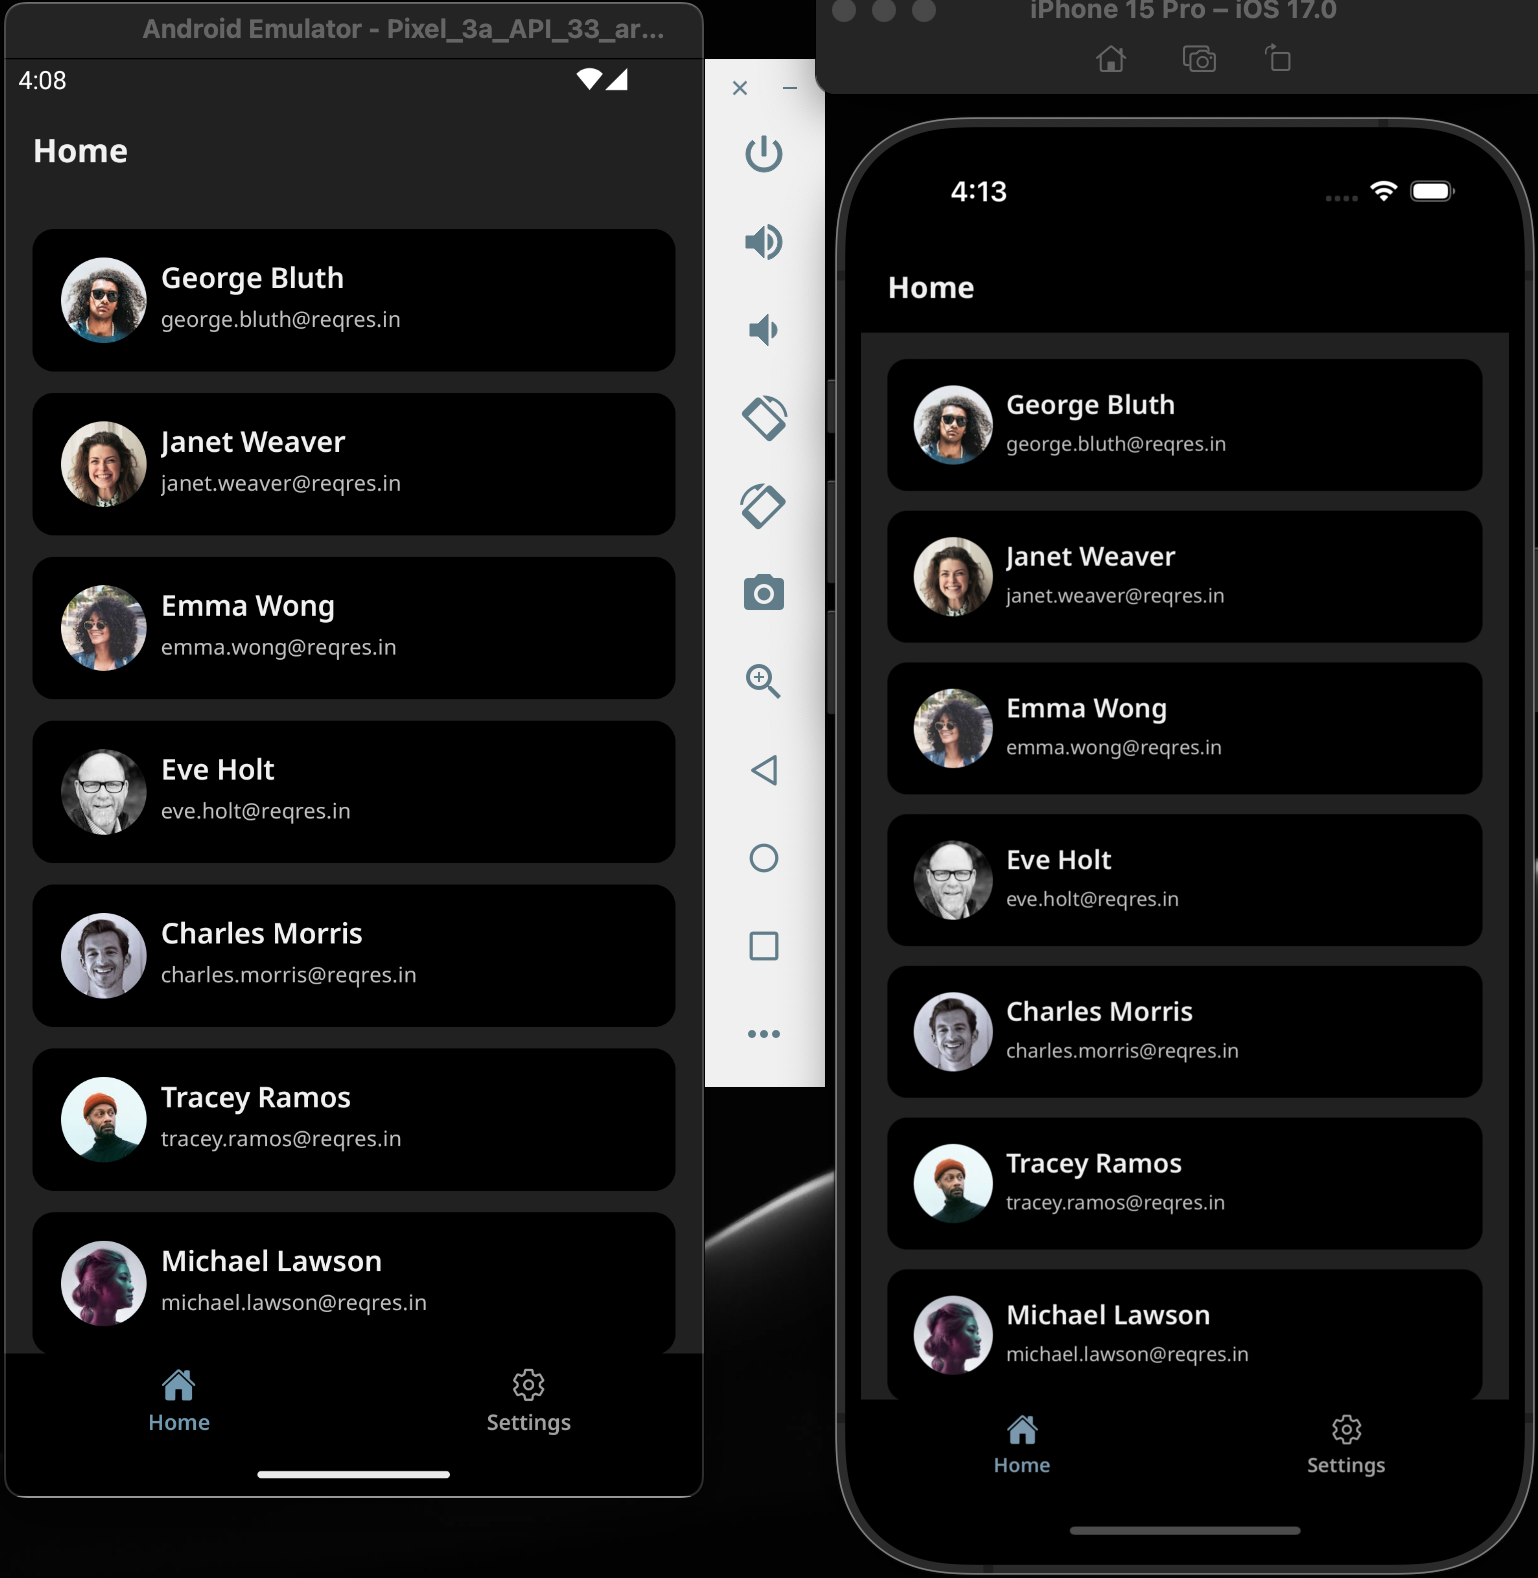 Android Emulator - Pixel_3a_API_33_ar...
4:08
Home
George Bluth
george.bluth@reqres.in
Janet Weaver
janet.weaver@reqres.in
Emma Wong
emma.wong@reqres.in
Eve Holt
eve.holt@reqres.in
Charles Morris
charles.morris@reqres.in
Tracey Ramos
tracey.ramos@reqres.in
Michael Lawson
michael.lawson@reqres.in
Home
Settings
iPhone 15 Pro – iOS 17.0
4:13
Home
George Bluth
george.bluth@reqres.in
Janet Weaver
janet.weaver@reqres.in
Emma Wong
emma.wong@reqres.in
Eve Holt
eve.holt@reqres.in
Charles Morris
charles.morris@reqres.in
Tracey Ramos
tracey.ramos@reqres.in
Michael Lawson
michael.lawson@reqres.in
Home
Settings